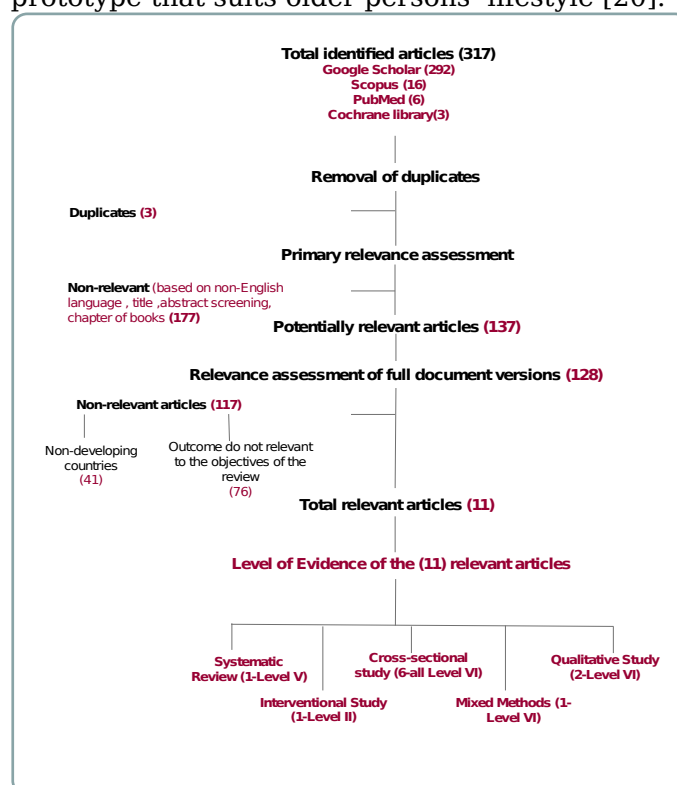 prototype that suits older persons' lifestyle [20].
Total identified articles (317)
Google Scholar (292)
Scopus (16)
PubMed (6)
Cochrane library(3)
Removal of duplicates
Duplicates (3)
Primary relevance assessment
Non-relevant (based on non-English
language , title ,abstract screening,
chapter of books (177)
Potentially relevant articles (137)
Relevance assessment of full document versions (128)
Non-relevant articles (117)
Non-developing
countries
(41)
Outcome do not relevant
to the objectives of the
review
(76)
Total relevant articles (11)
Level of Evidence of the (11) relevant articles
Systematic
Review (1-Level V)
Interventional Study
(1-Level II)
Cross-sectional
study (6-all Level VI)
Mixed Methods (1-
Level VI)
Qualitative Study
(2-Level VI)